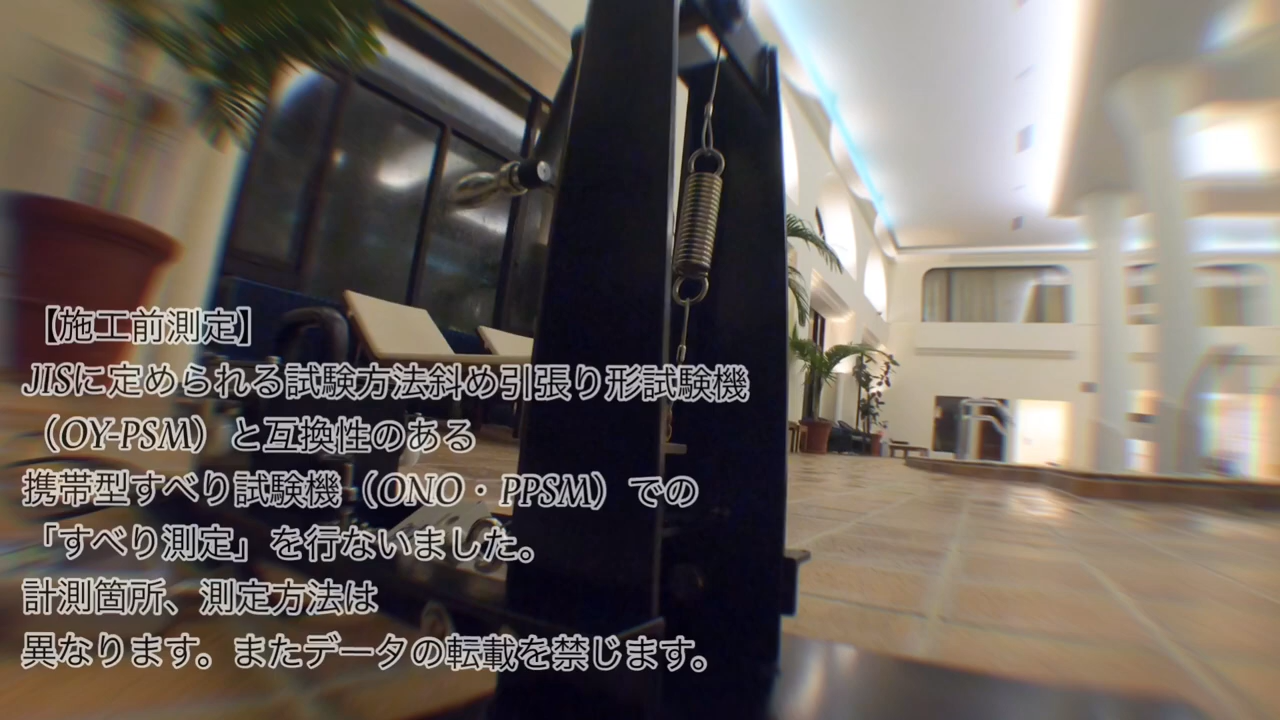 【施工前測定】
JISに定められる試験方法斜め引張り形試験機
（OY-PSM）と互換性のある
携帯型すべり試験機（ONO・PPSM）での
「すべり測定」を行ないました。
計測箇所、測定方法は
異なります。またデータの転載を禁じます。